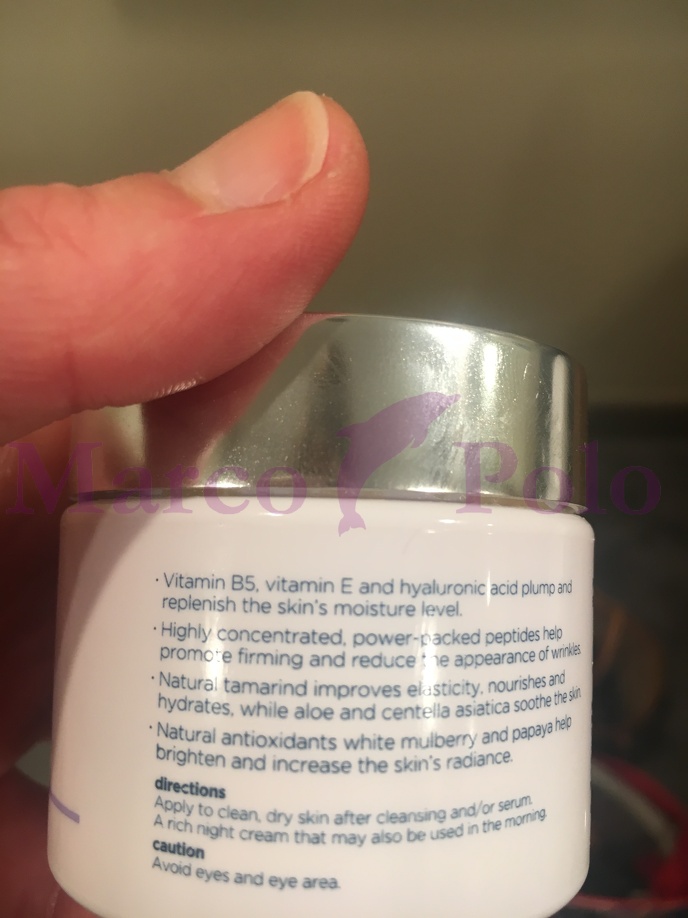 Marco Polo
· Vitamin B5, vitamin E and hyaluronic acid plump and
replenish the skin's moisture level.
· Highly concentrated, power-packed peptides help
promote firming and reduce the appearance of wrinkles.
· Natural tamarind improves elasticity, nourishes and
hydrates, while aloe and centella asiatica soothe the skin.
· Natural antioxidants white mulberry and papaya help
brighten and increase the skin's radiance.
directions
Apply to clean, dry skin after cleansing and/or serum.
A rich night cream that may also be used in the morning.
caution
Avoid eyes and eye area.